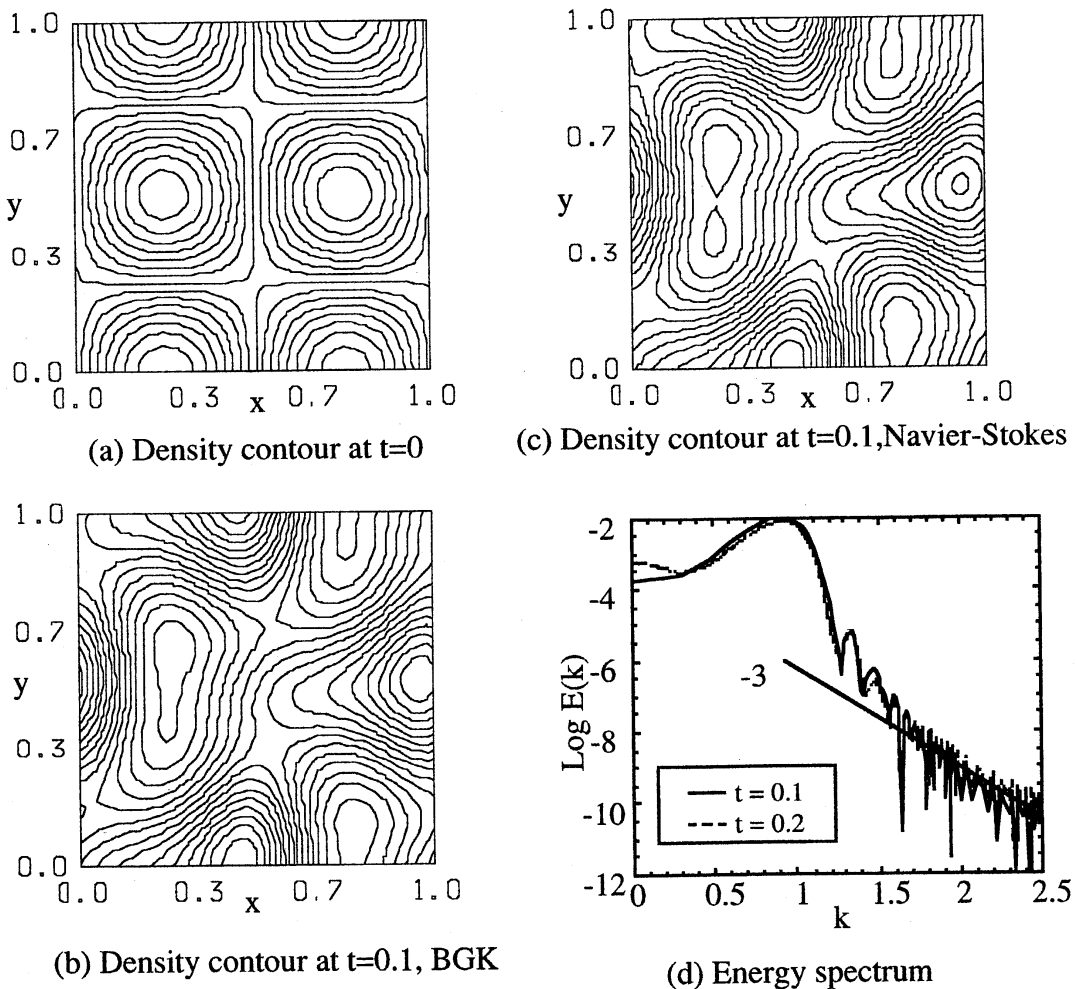 1.0
0.7
y
0.3
0.0
0.0 0.3 x 0.7 1.0
(a) Density contour at t=0
1.0
0.7
y
0.3
0.0
0.0 0.3 x 0.7 1.0
(c) Density contour at t=0.1,Navier-Stokes
1.0
0.7
y
0.3
0.0
0.0 0.3 x 0.7 1.0
(b) Density contour at t=0.1, BGK
-2
-4
-6
-8
-10
-12
Log E(k)
-3
t = 0.1
t = 0.2
0 0.5 1 1.5 2 2.5
k
(d) Energy spectrum